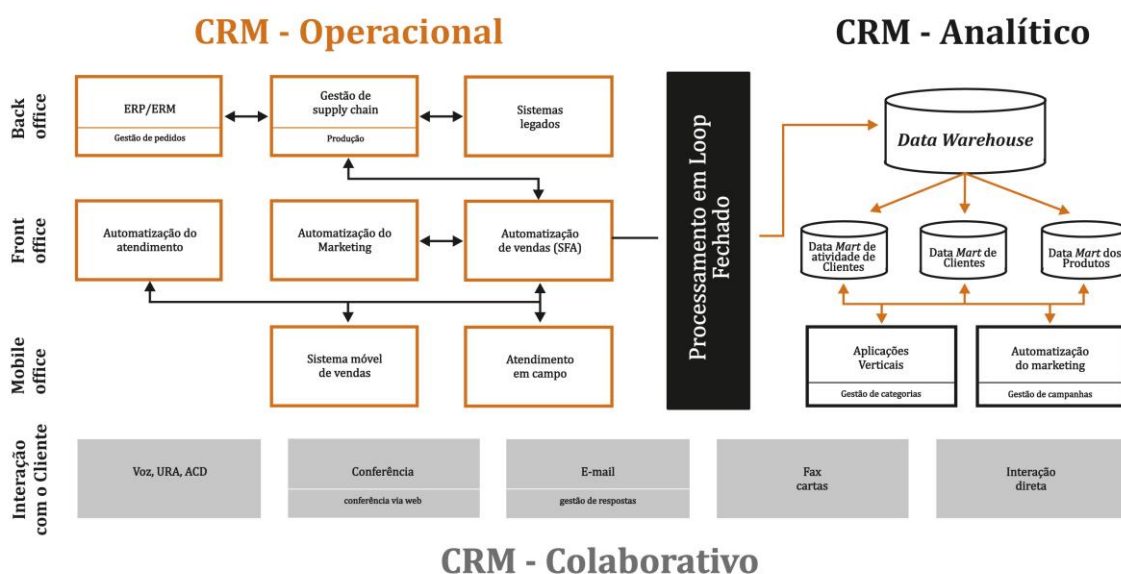 CRM - Operacional
CRM - Analítico
Back
office
ERP/ERM
Gestão de pedidos
Gestão de
supply chain
Produção
Sistemas
legados
Front
office
Automatização do
atendimento
Automatização do
Marketing
Automatização
de vendas (SFA)
Mobile
office
Sistema móvel
de vendas
Atendimento
em campo
Processamento em Loop
Fechado
Data Warehouse
Data Mart de
atividade de
Clientes
Data Mart de
Clientes
Data Mart dos
Produtos
Aplicações
Verticais
Gestão de categorias
Automatização
do marketing
Gestão de campanhas
Interação
com o Cliente
Voz, URA, ACD
Conferência
conferência via web
E-mail
gestão de respostas
Fax
cartas
Interação
direta
CRM - Colaborativo